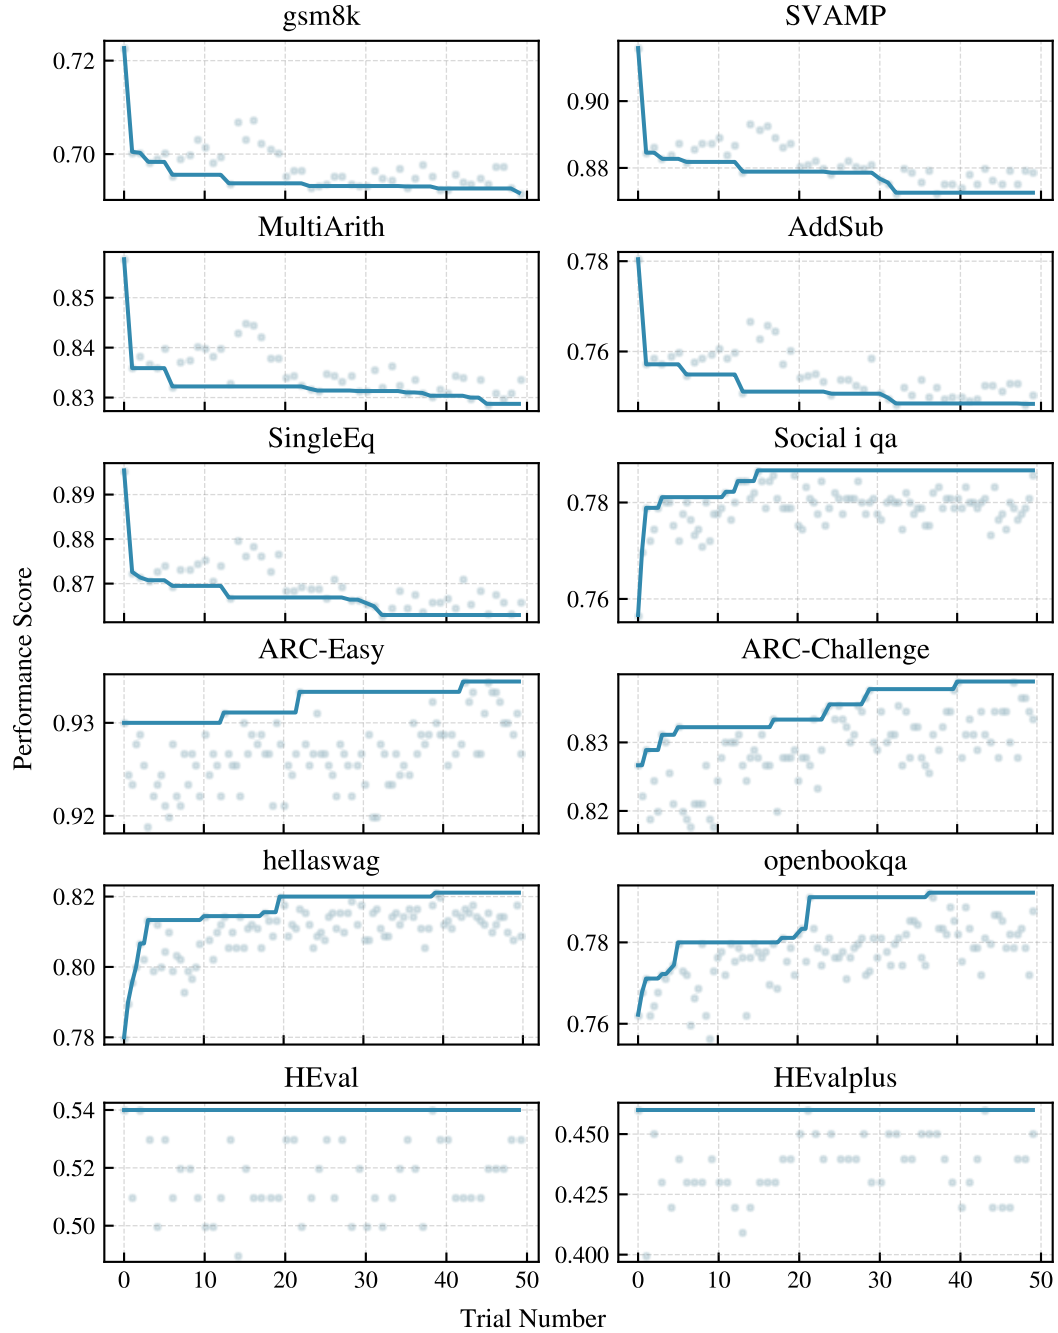 gsm8k
SVAMP
0.72
0.70
0.90
0.88
MultiArith
AddSub
0.85
0.84
0.83
0.78
0.76
SingleEq
Social i qa
0.89
0.88
0.87
0.78
0.76
ARC-Easy
ARC-Challenge
0.93
0.92
0.83
0.82
hellaswag
openbookqa
0.82
0.80
0.78
0.78
0.76
HEval
HEvalplus
0.54
0.52
0.50
0.450
0.425
0.400
0 10 20 30 40 50
0 10 20 30 40 50
Performance Score
Trial Number